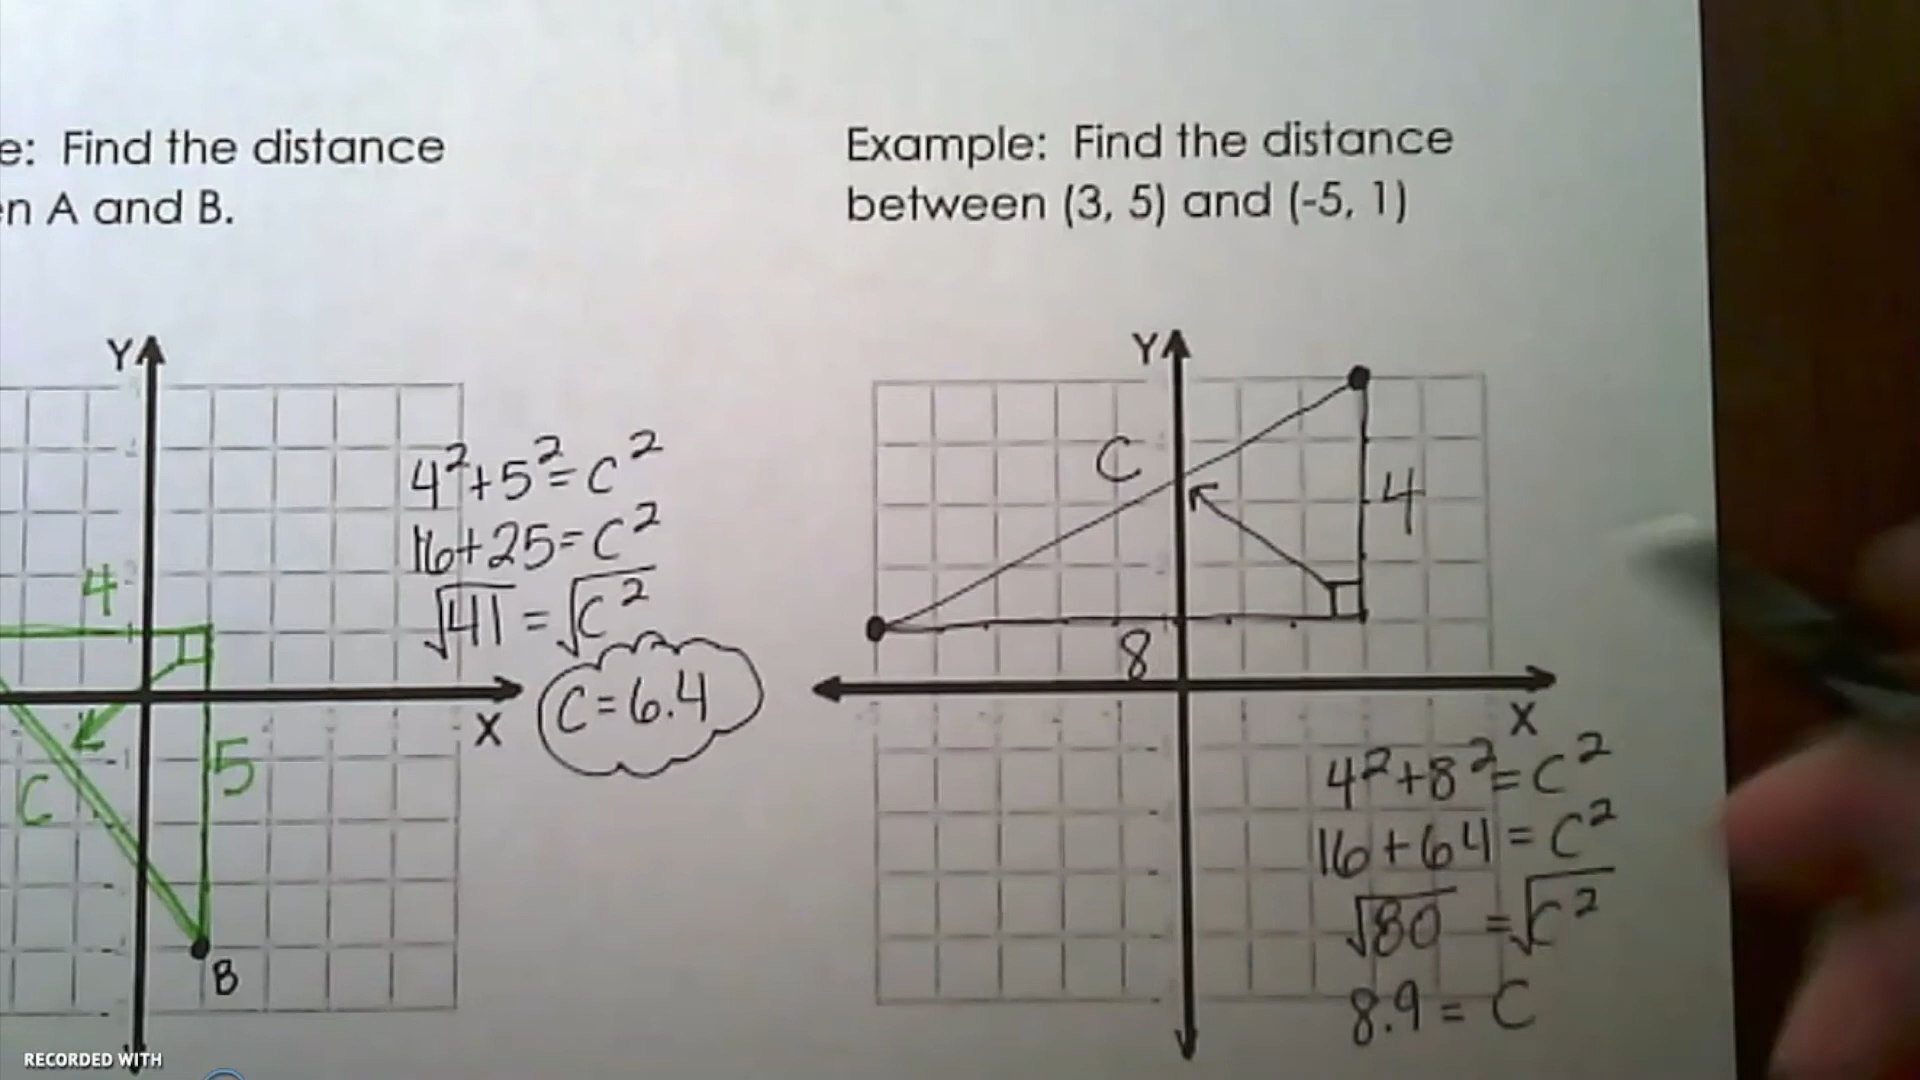 e: Find the distance
en A and B.
Y
4
X
5
C
B
4²+5²=C²
16+25=C²
√41=√C²
C=6.4
Example: Find the distance
between (3, 5) and (-5, 1)
Y
C
4
8
X
4²+8²=C²
16+64=C²
√80=√C²
8.9=C
RECORDED WITH